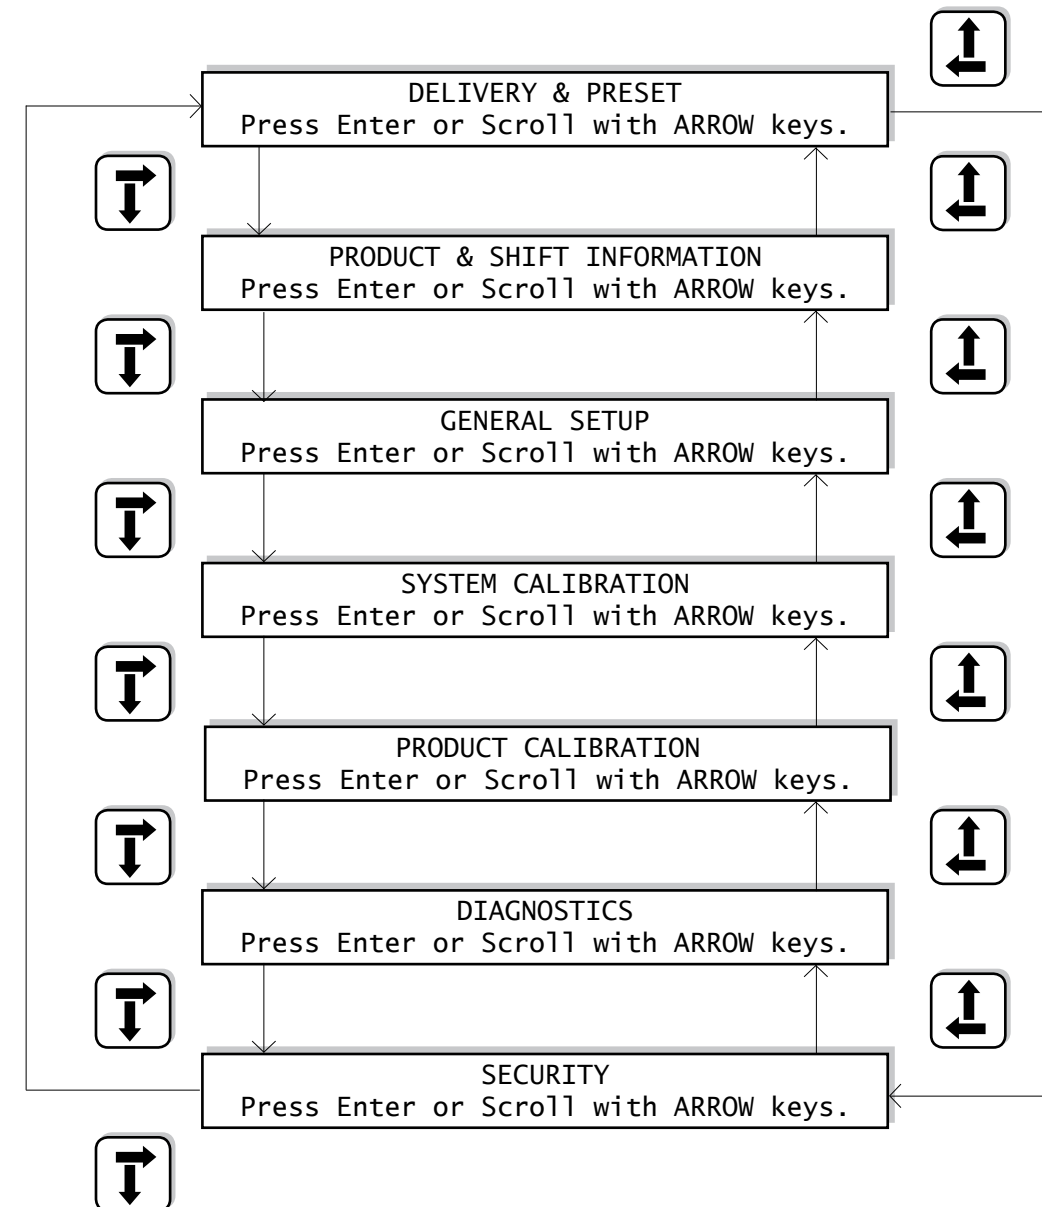 DELIVERY & PRESET
Press Enter or Scroll with ARROW keys.
PRODUCT & SHIFT INFORMATION
Press Enter or Scroll with ARROW keys.
GENERAL SETUP
Press Enter or Scroll with ARROW keys.
SYSTEM CALIBRATION
Press Enter or Scroll with ARROW keys.
PRODUCT CALIBRATION
Press Enter or Scroll with ARROW keys.
DIAGNOSTICS
Press Enter or Scroll with ARROW keys.
SECURITY
Press Enter or Scroll with ARROW keys.